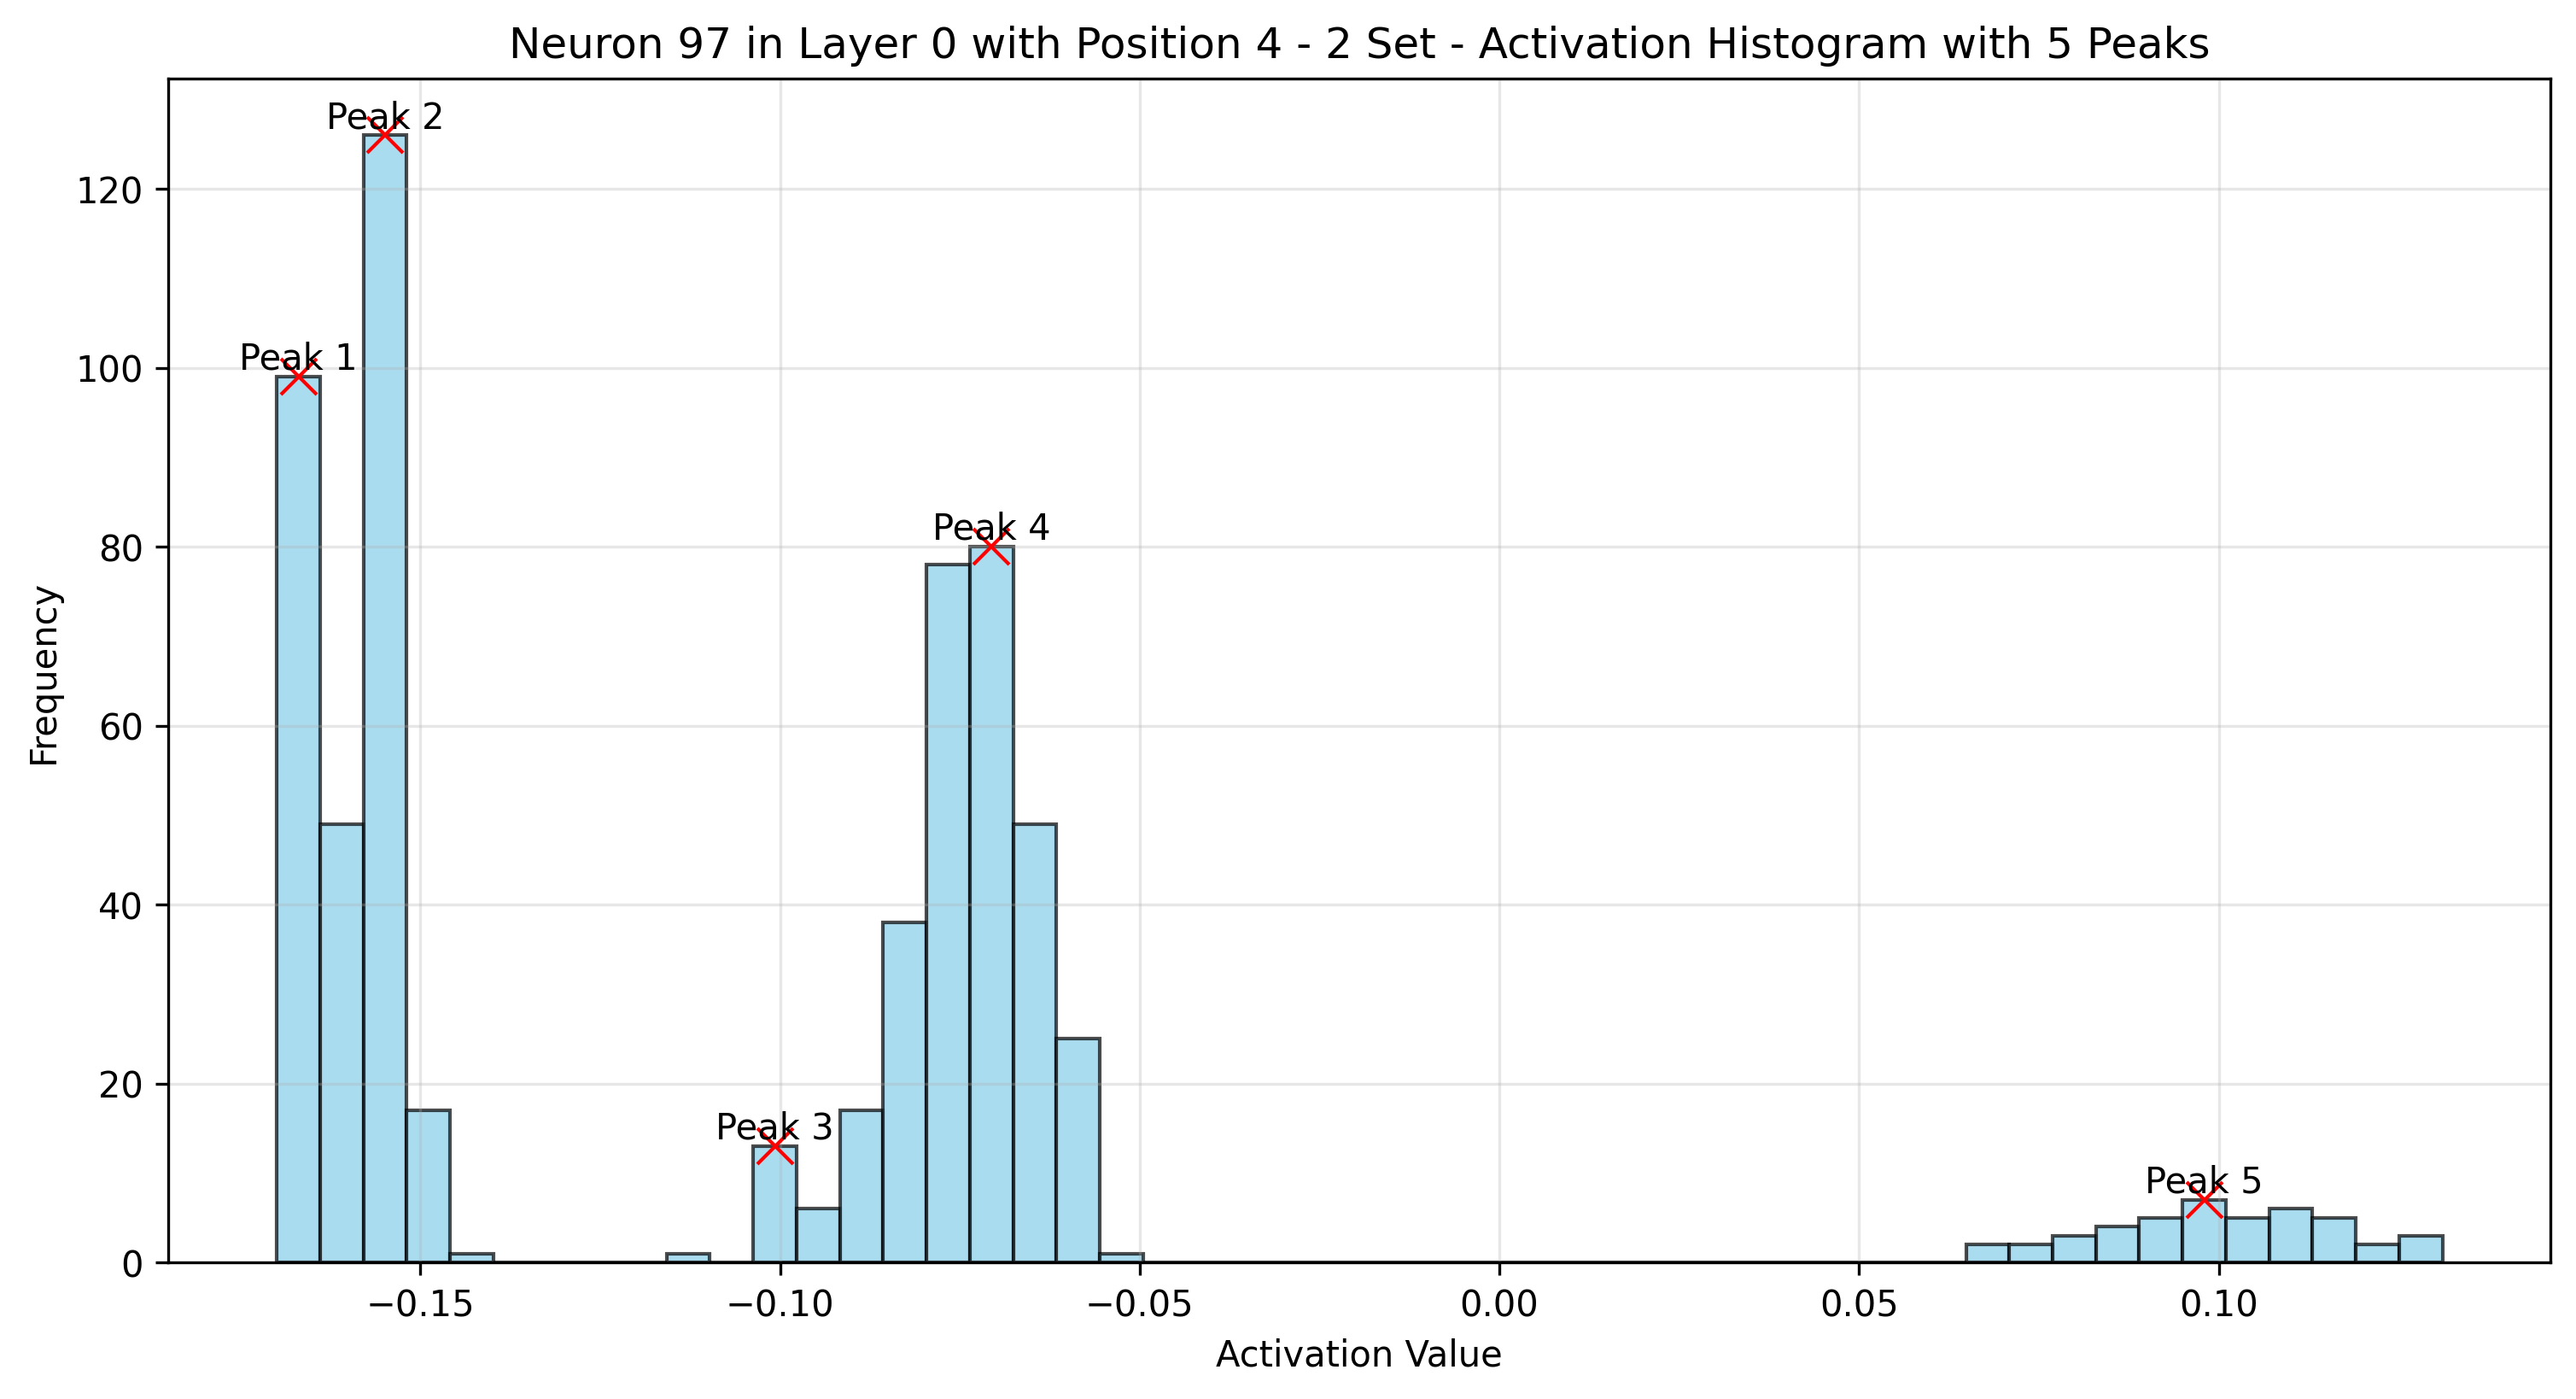 Neuron 97 in Layer 0 with Position 4 - 2 Set - Activation Histogram with 5 Peaks
Peak 2
120
Peak 1
100
Peak 4
80
Frequency
60
40
20
Peak 3
Peak 5
0
−0.15 −0.10 −0.05 0.00 0.05 0.10
Activation Value